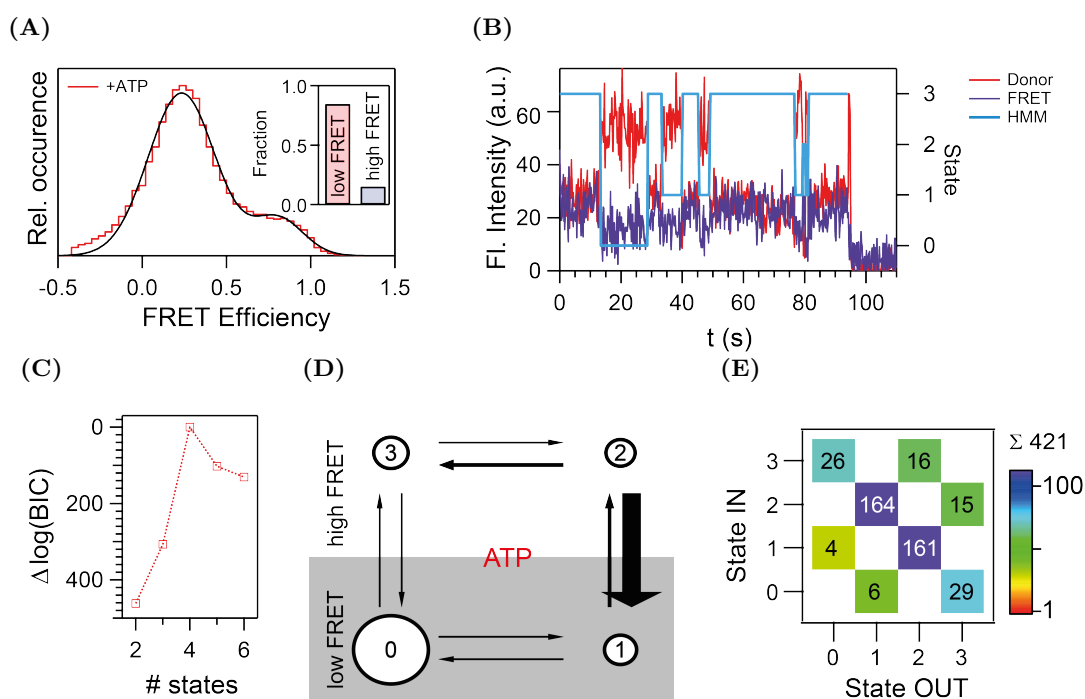 (A)
Rel. occurence
+ATP
Fraction
1.0
0.5
0.0
low FRET
high FRET
-0.5 0.0 0.5 1.0 1.5
FRET Efficiency
(B)
Fl. Intensity (a.u.)
60
40
20
0
3
2
1
0
State
0 20 40 60 80 100
t (s)
Donor
FRET
HMM
(C)
Δlog(BIC)
0
200
400
2 4 6
# states
(D)
high FRET
low FRET
3
2
ATP
0
1
(E)
State IN
3
2
1
0
26 16
164 15
4 161
6 29
0 1 2 3
State OUT
Σ 421
100
1